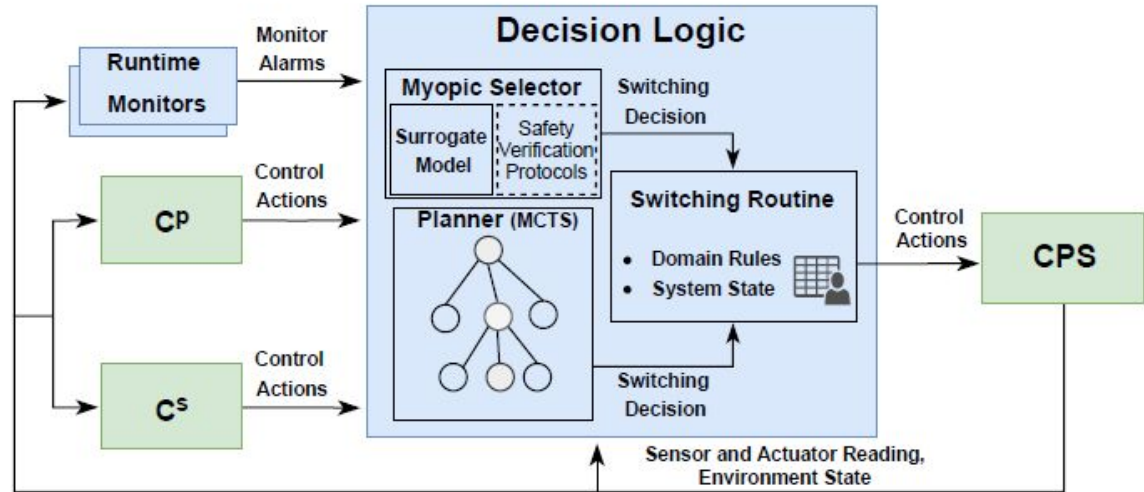 Decision Logic
Runtime
Monitors
Monitor
Alarms
Myopic Selector
Surrogate
Model
Safety
Verification
Protocols
Switching
Decision
Cᵖ
Control
Actions
Planner (MCTS)
Switching Routine
• Domain Rules
• System State
Control
Actions
CPS
Cˢ
Control
Actions
Switching
Decision
Sensor and Actuator Reading,
Environment State